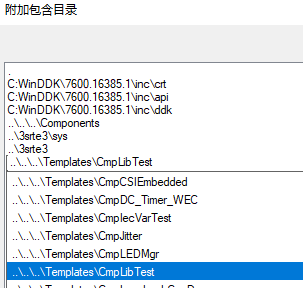 附加包含目录
.
C:WinDDK\7600.16385.1\inc\crt
C:WinDDK\7600.16385.1\inc\api
C:WinDDK\7600.16385.1\inc\ddk
..\..\..\Components
..\3srte3\sys
..\3srte3
..\..\..\Templates\CmpLibTest
..\..\..\Templates\CmpCSIEmbedded
..\..\..\Templates\CmpDC_Timer_WEC
..\..\..\Templates\CmpIecVarTest
..\..\..\Templates\CmpJitter
..\..\..\Templates\CmpLEDMgr
..\..\..\Templates\CmpLibTest